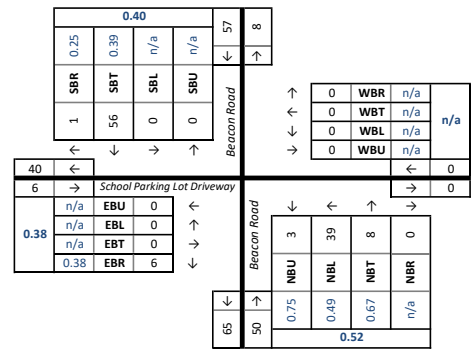 0.40
0.25 0.39 n/a n/a
SBR SBT SBL SBU
1 56 0 0
← ↓ → ↑
57 8
↓ ↑
Beacon Road
↑ 0 WBR n/a
← 0 WBT n/a
↓ 0 WBL n/a
→ 0 WBU n/a
n/a
40 ←
6 →
← 0
→ 0
School Parking Lot Driveway
0.38
n/a EBU 0 ←
n/a EBL 0 ↑
n/a EBT 0 →
0.38 EBR 6 ↓
Beacon Road
↓ ← ↑ →
3 39 8 0
NBU NBL NBT NBR
0.75 0.49 0.67 n/a
0.52
↓ ↑
65 50